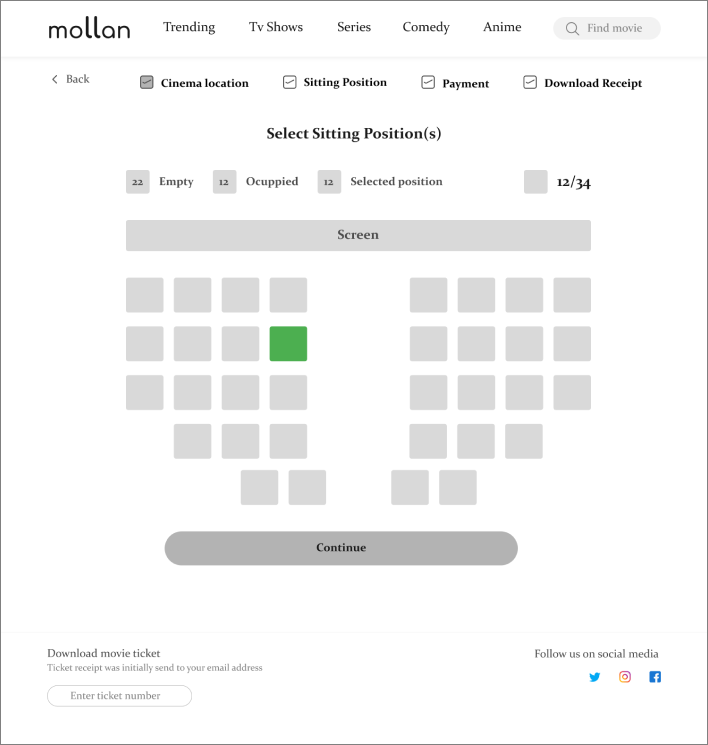 mollan Trending Tv Shows Series Comedy Anime Find movie
Back Cinema location Sitting Position Payment Download Receipt
Select Sitting Position(s)
22 Empty 12 Ocuppied 12 Selected position 12/34
Screen
Continue
Download movie ticket
Ticket receipt was initially send to your email address
Enter ticket number
Follow us on social media